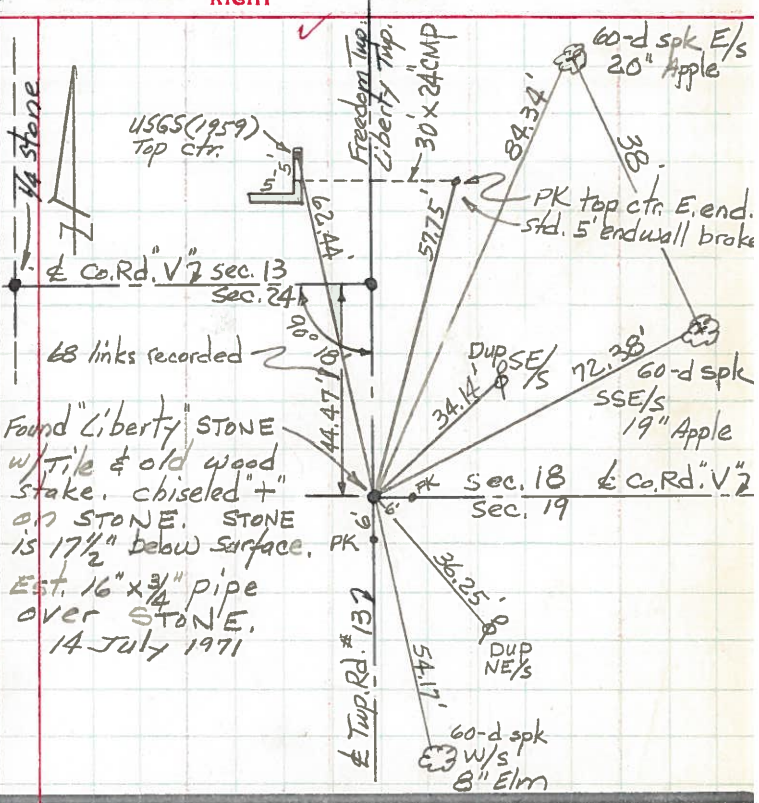 RIGHT
1/4 STONE
USGS (1959)
Top ctr.
5'
5'
62.44'
Freedom Twp.
Liberty Twp.
30' x 24" CMP
84.34'
60-d spk E/s
20" Apple
38'
57.75'
PK top ctr. E. end.
std. 5' endwall broke
℄ Co. Rd. "V" sec. 13
sec. 24
90°
68 links recorded
18'
44.47'
Dup SE/s
34.14'
72.38'
60-d spk
SSE/s
19" Apple
Found "Liberty" STONE
w/Tile & old wood
stake. chiseled "+"
on STONE. STONE
is 17 1/2" below surface.
Est. 16" x 3/4" pipe
over STONE.
14 July 1971
PK
6'
6'
PK
Sec. 18 ℄ Co. Rd. "V"
Sec. 19
36.25'
DUP
NE/s
54.17'
℄ Twp. Rd. # 137
60-d spk
W/s
8" Elm